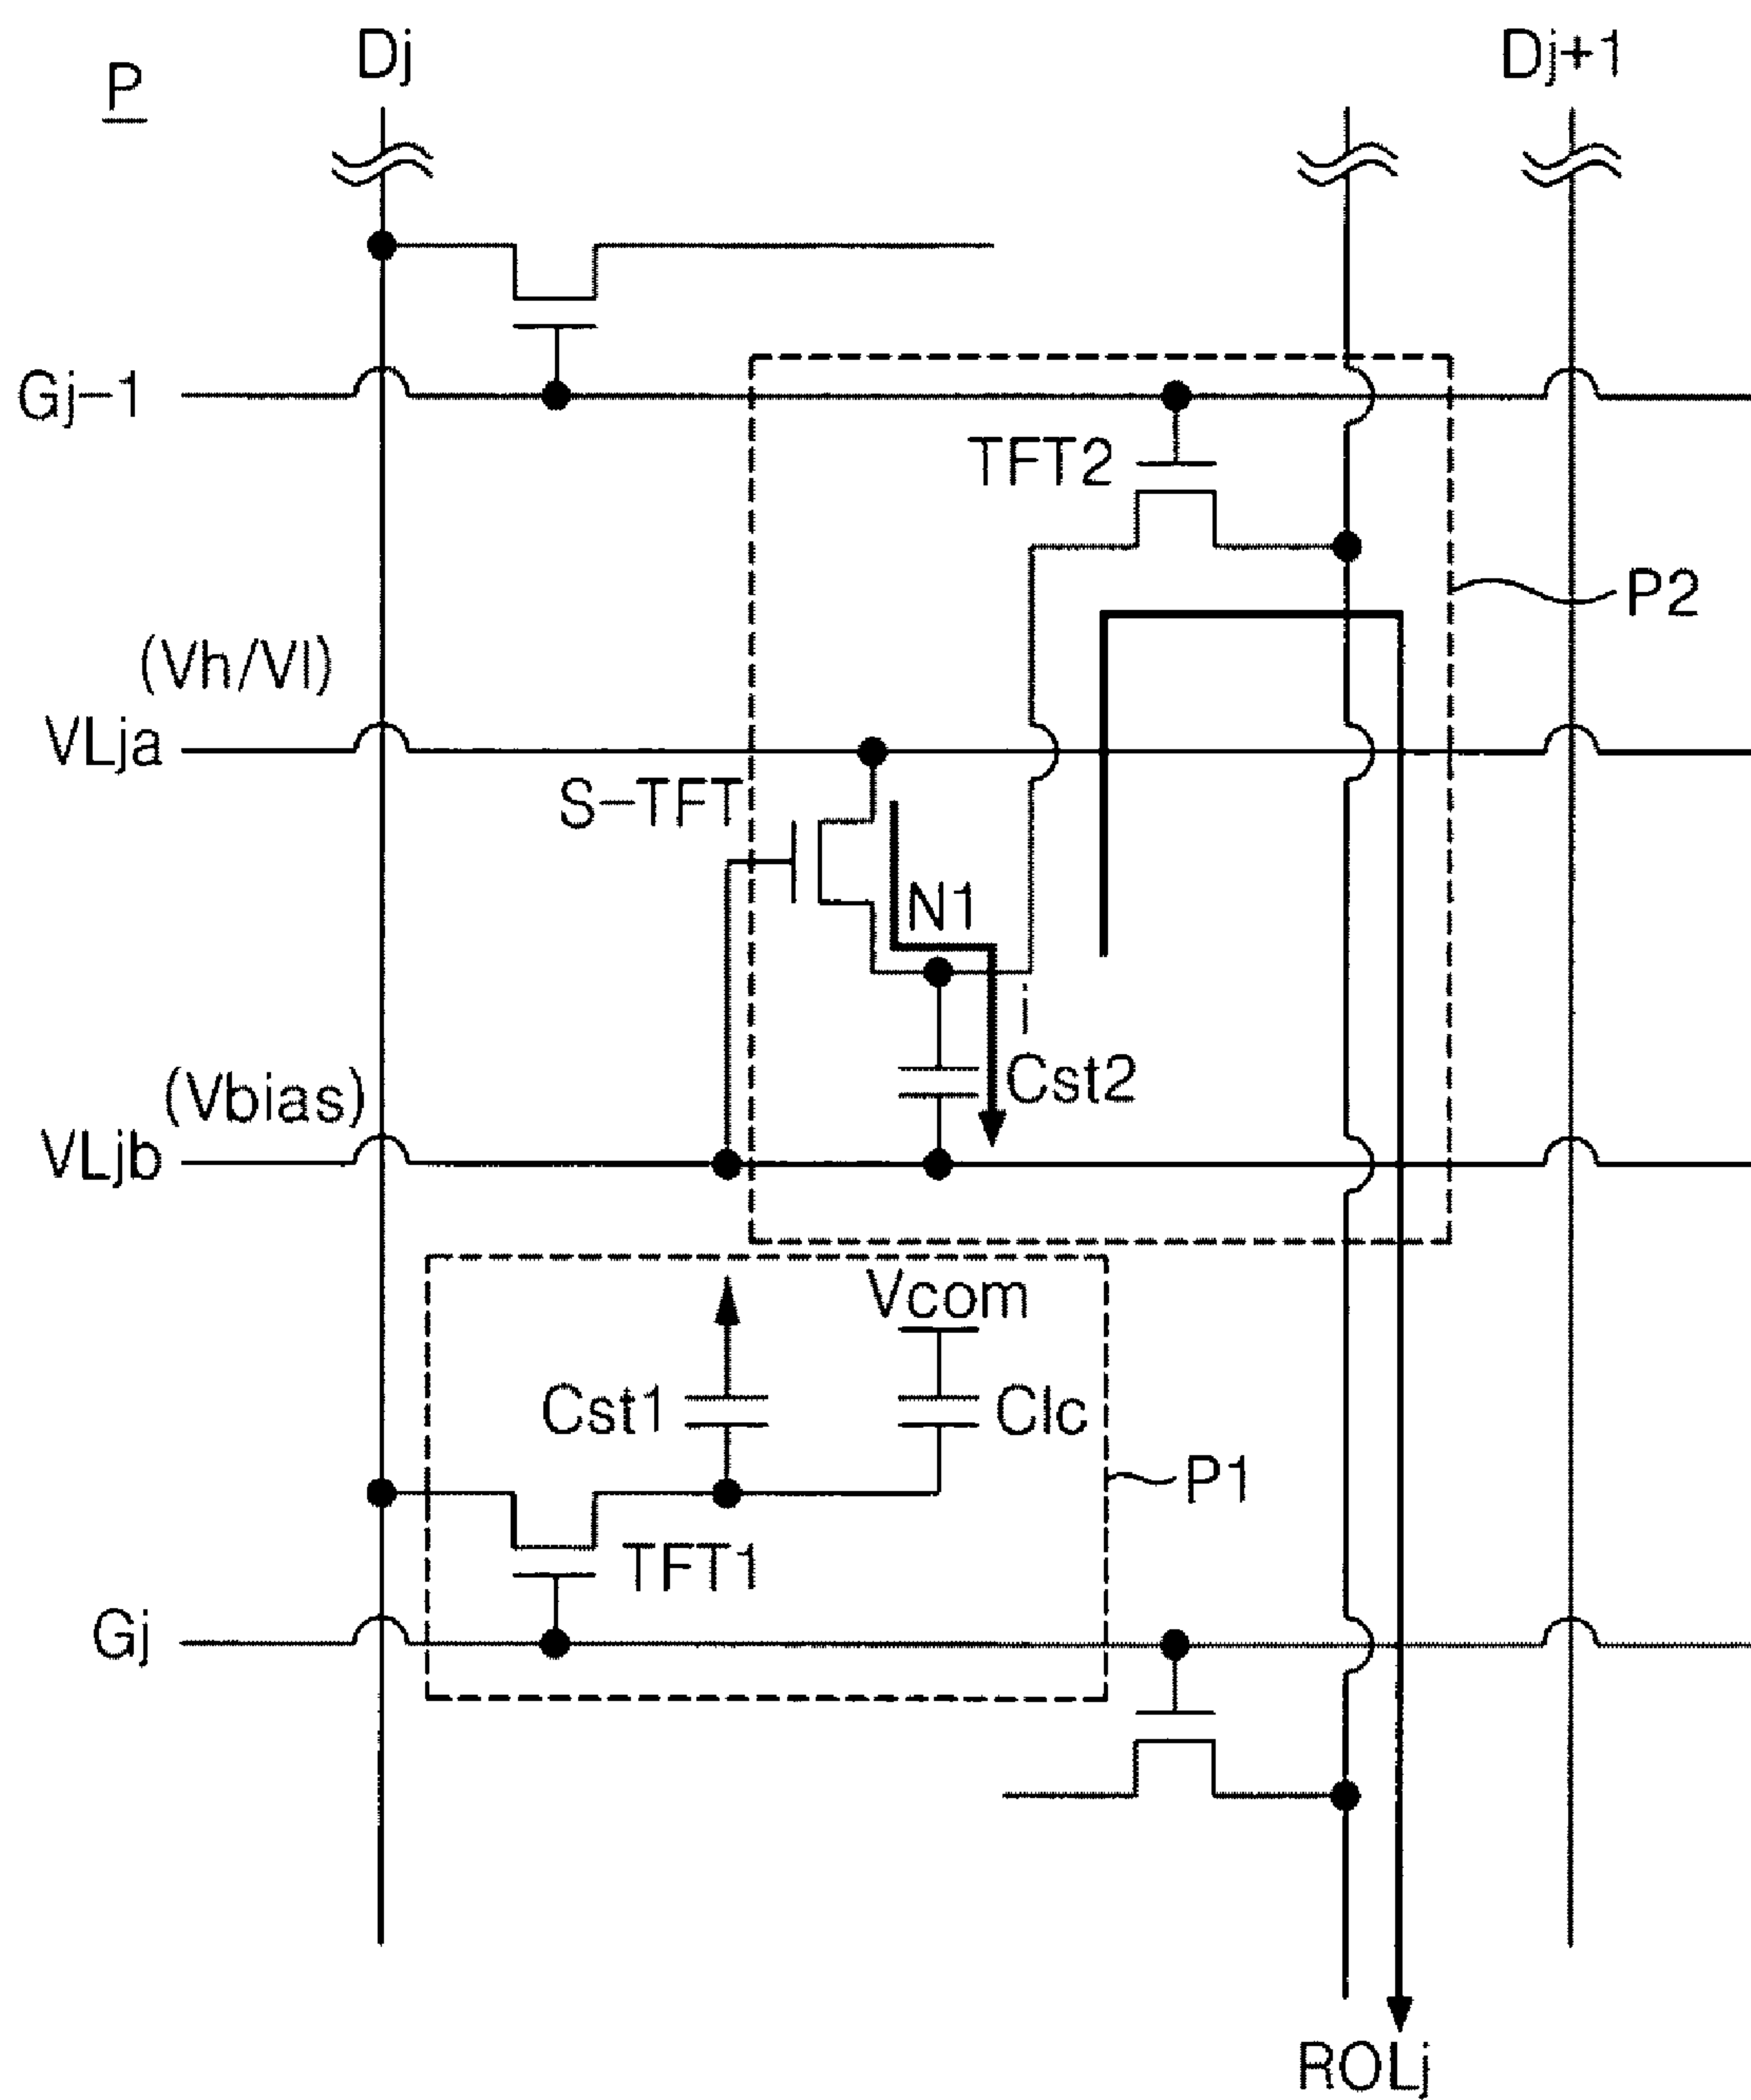 P
Dj
Dj+1
Gj-1
TFT2
P2
(Vh/Vl)
VLja
S-TFT
N1
i
Cst2
(Vbias)
VLjb
Vcom
Cst1
Clc
P1
TFT1
Gj
ROLj